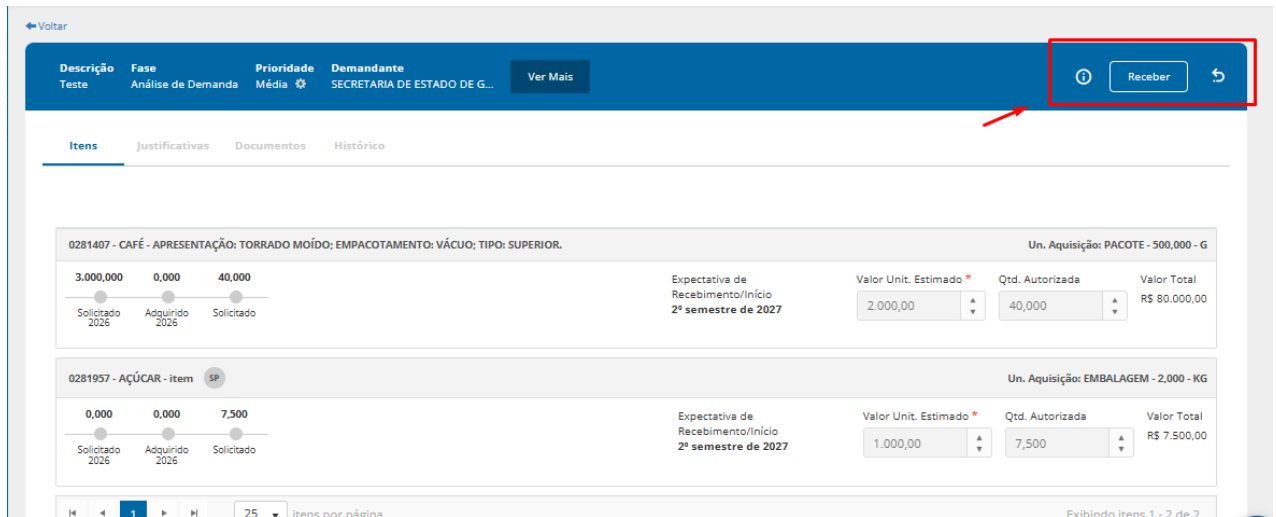 Voltar
Descrição Fase Prioridade Demandante
Teste Análise de Demanda Média SECRETARIA DE ESTADO DE G... Ver Mais Receber
Itens Justificativas Documentos Histórico
0281407 - CAFÉ - APRESENTAÇÃO: TORRADO MOÍDO; EMPACOTAMENTO: VÁCUO; TIPO: SUPERIOR. Un. Aquisição: PACOTE - 500,000 - G
3.000,000 0,000 40,000
Solicitado 2026 Adquirido 2026 Solicitado
Expectativa de Recebimento/Início
2º semestre de 2027
Valor Unit. Estimado * Qtd. Autorizada Valor Total
2.000,00 40,000 R$ 80.000,00
0281957 - AÇÚCAR - item SP Un. Aquisição: EMBALAGEM - 2,000 - KG
0,000 0,000 7,500
Solicitado 2026 Adquirido 2026 Solicitado
Expectativa de Recebimento/Início
2º semestre de 2027
Valor Unit. Estimado * Qtd. Autorizada Valor Total
1.000,00 7,500 R$ 7.500,00
1 25 itens por página Exibindo itens 1 - 2 de 2